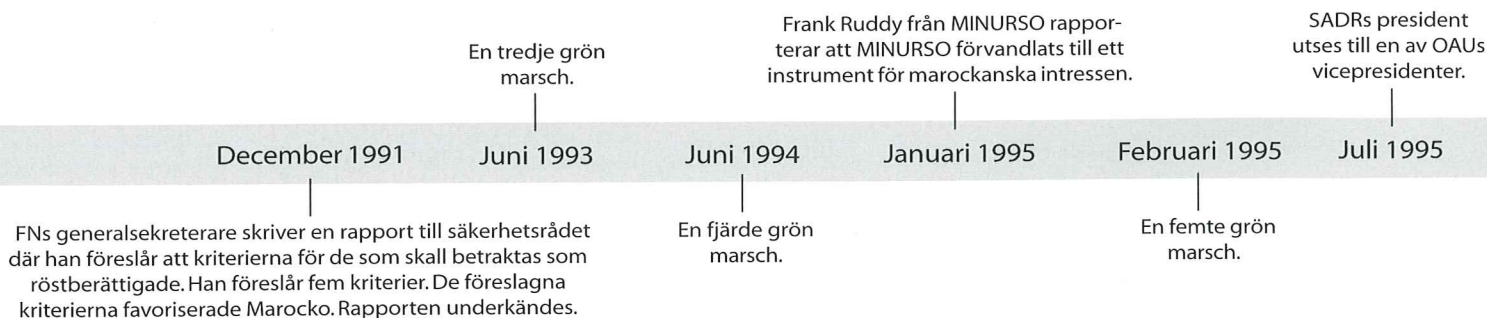 En tredje grön
marsch.
Frank Ruddy från MINURSO rappor-
terar att MINURSO förvandlats till ett
instrument för marockanska intressen.
SADRs president
utses till en av OAUs
vicepresidenter.
December 1991
Juni 1993
Juni 1994
Januari 1995
Februari 1995
Juli 1995
FNs generalsekreterare skriver en rapport till säkerhetsrådet
där han föreslår att kriterierna för de som skall betraktas som
röstberättigade. Han föreslår fem kriterier. De föreslagna
kriterierna favoriserade Marocko. Rapporten underkändes.
En fjärde grön
marsch.
En femte grön
marsch.